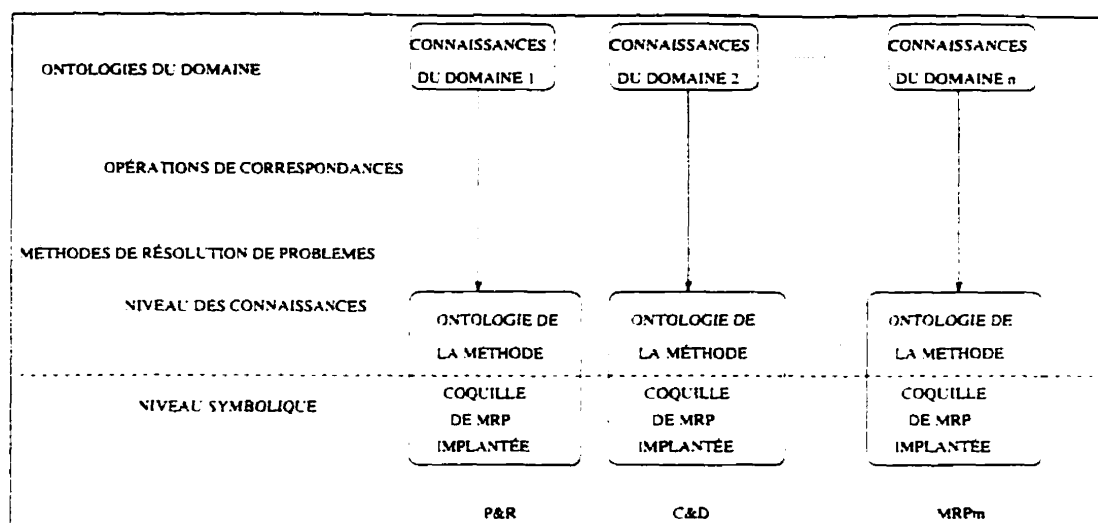 CONNAISSANCES CONNAISSANCES CONNAISSANCES
ONTOLOGIES DU DOMAINE
DU DOMAINE 1 DU DOMAINE 2 DU DOMAINE n
OPÉRATIONS DE CORRESPONDANCES
METHODES DE RÉSOLUTION DE PROBLEMES
NIVEAU DES CONNAISSANCES
ONTOLOGIE DE ONTOLOGIE DE ONTOLOGIE DE
LA METHODE LA MÉTHODE LA METHODE
NIVEAU SYMBOLIQUE
COQUILLE COQUILLE COQUILLE
DE MRP DE MRP DE MRP
IMPLANTÉE IMPLANTÉE IMPLANTÉE
P&R C&D MRPm